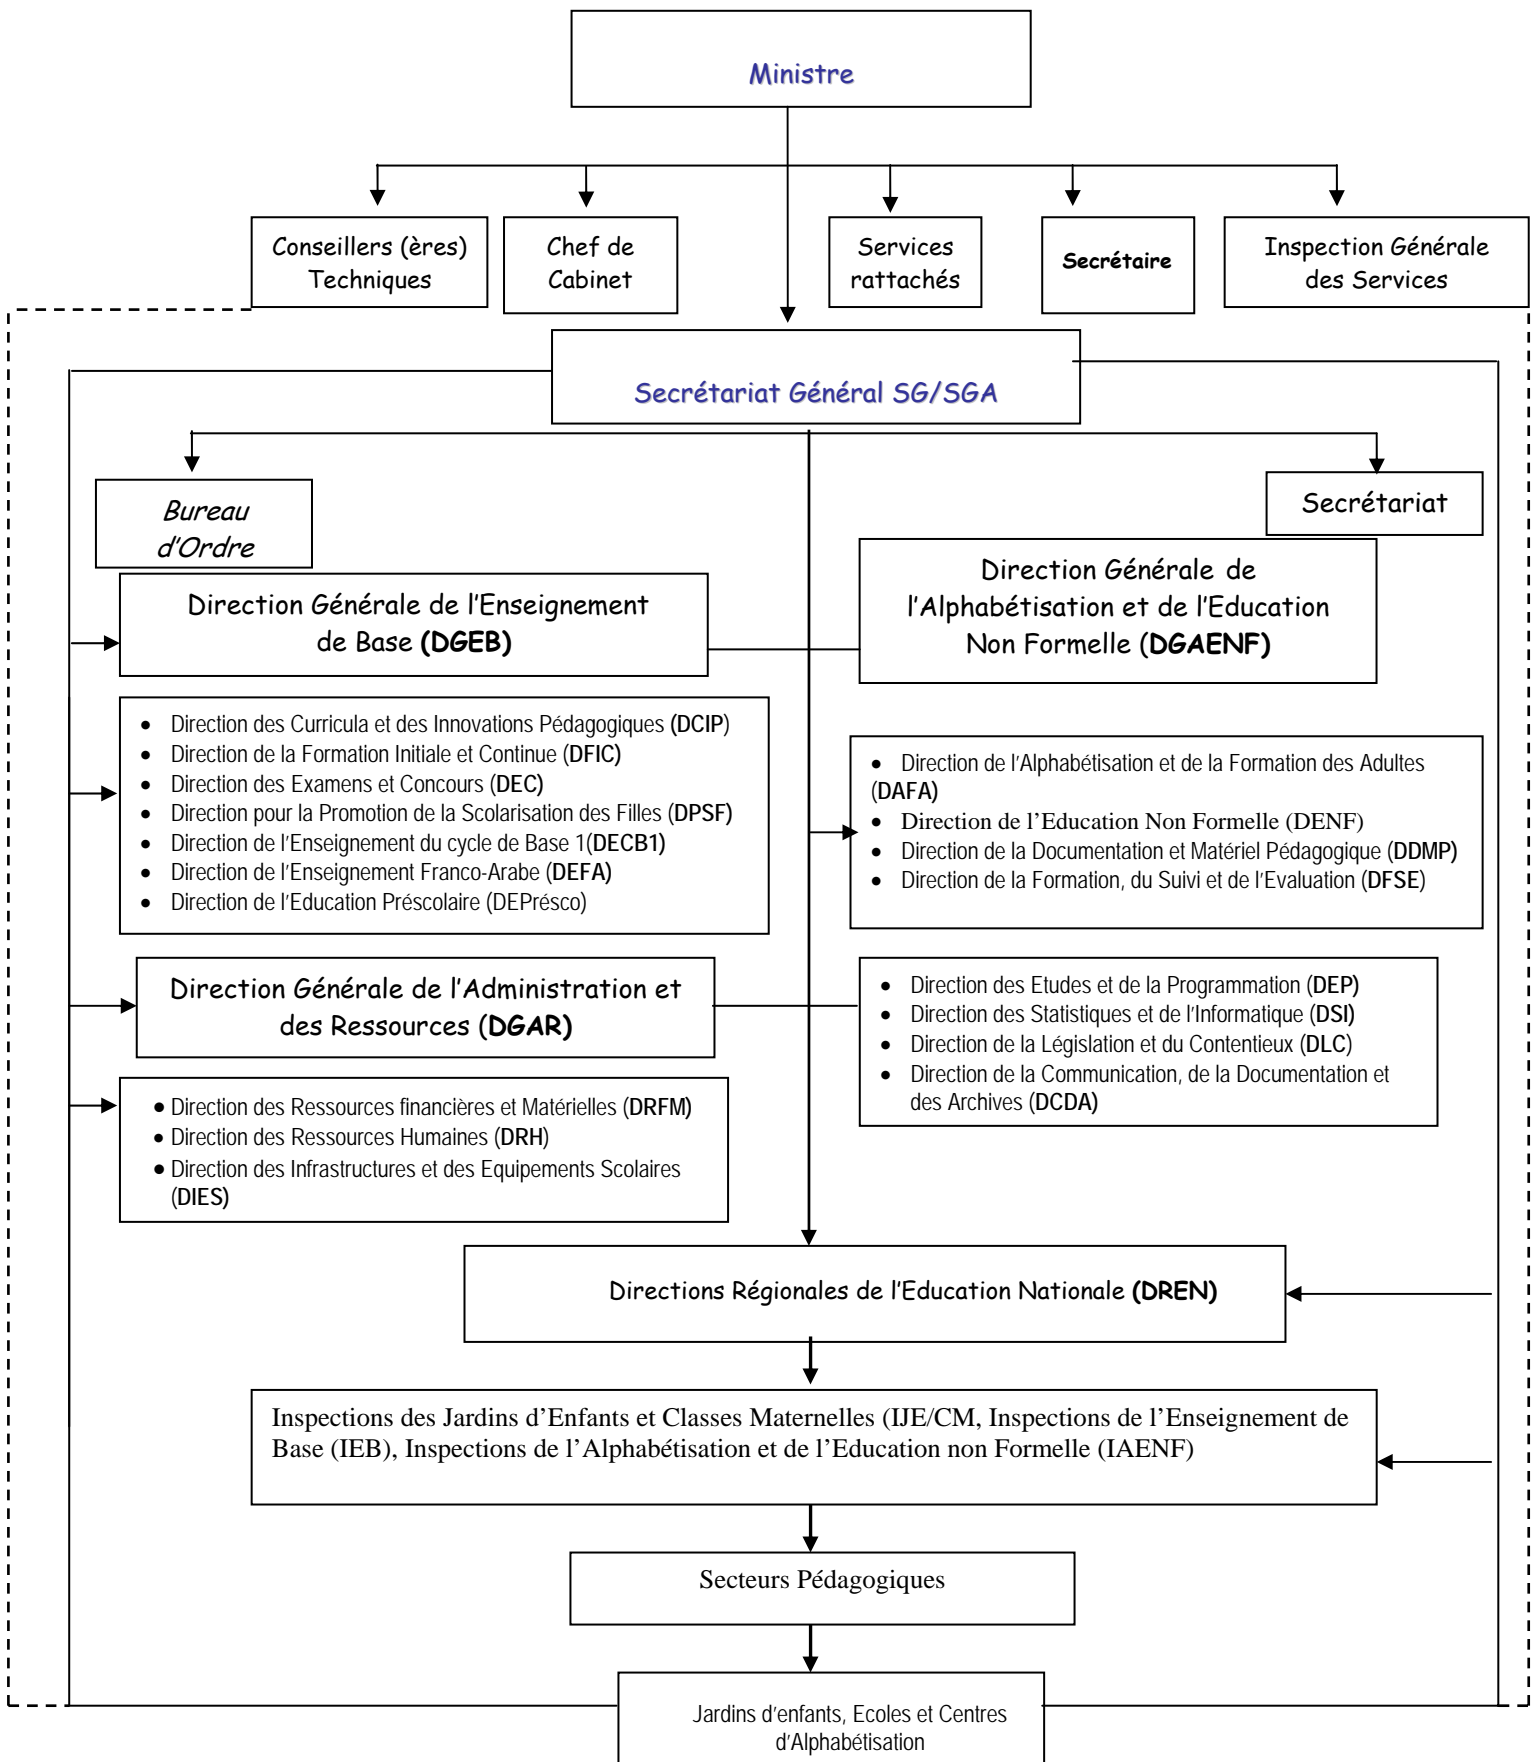 Ministre
Conseillers (ères)
Techniques
Chef de
Cabinet
Services
rattachés
Secrétaire
Inspection Générale
des Services
Secrétariat Général SG/SGA
Bureau
d'Ordre
Secrétariat
Direction Générale de l'Enseignement
de Base (DGEB)
Direction Générale de
l'Alphabétisation et de l'Education
Non Formelle (DGAENF)
• Direction des Curricula et des Innovations Pédagogiques (DCIP)
• Direction de la Formation Initiale et Continue (DFIC)
• Direction des Examens et Concours (DEC)
• Direction pour la Promotion de la Scolarisation des Filles (DPSF)
• Direction de l'Enseignement du cycle de Base 1(DECB1)
• Direction de l'Enseignement Franco-Arabe (DEFA)
• Direction de l'Education Préscolaire (DEPrésco)
• Direction de l'Alphabétisation et de la Formation des Adultes
(DAFA)
• Direction de l'Education Non Formelle (DENF)
• Direction de la Documentation et Matériel Pédagogique (DDMP)
• Direction de la Formation, du Suivi et de l'Evaluation (DFSE)
Direction Générale de l'Administration et
des Ressources (DGAR)
• Direction des Etudes et de la Programmation (DEP)
• Direction des Statistiques et de l'Informatique (DSI)
• Direction de la Législation et du Contentieux (DLC)
• Direction de la Communication, de la Documentation et
des Archives (DCDA)
• Direction des Ressources financières et Matérielles (DRFM)
• Direction des Ressources Humaines (DRH)
• Direction des Infrastructures et des Equipements Scolaires
(DIES)
Directions Régionales de l'Education Nationale (DREN)
Inspections des Jardins d'Enfants et Classes Maternelles (IJE/CM, Inspections de l'Enseignement de
Base (IEB), Inspections de l'Alphabétisation et de l'Education non Formelle (IAENF)
Secteurs Pédagogiques
Jardins d'enfants, Ecoles et Centres
d'Alphabétisation